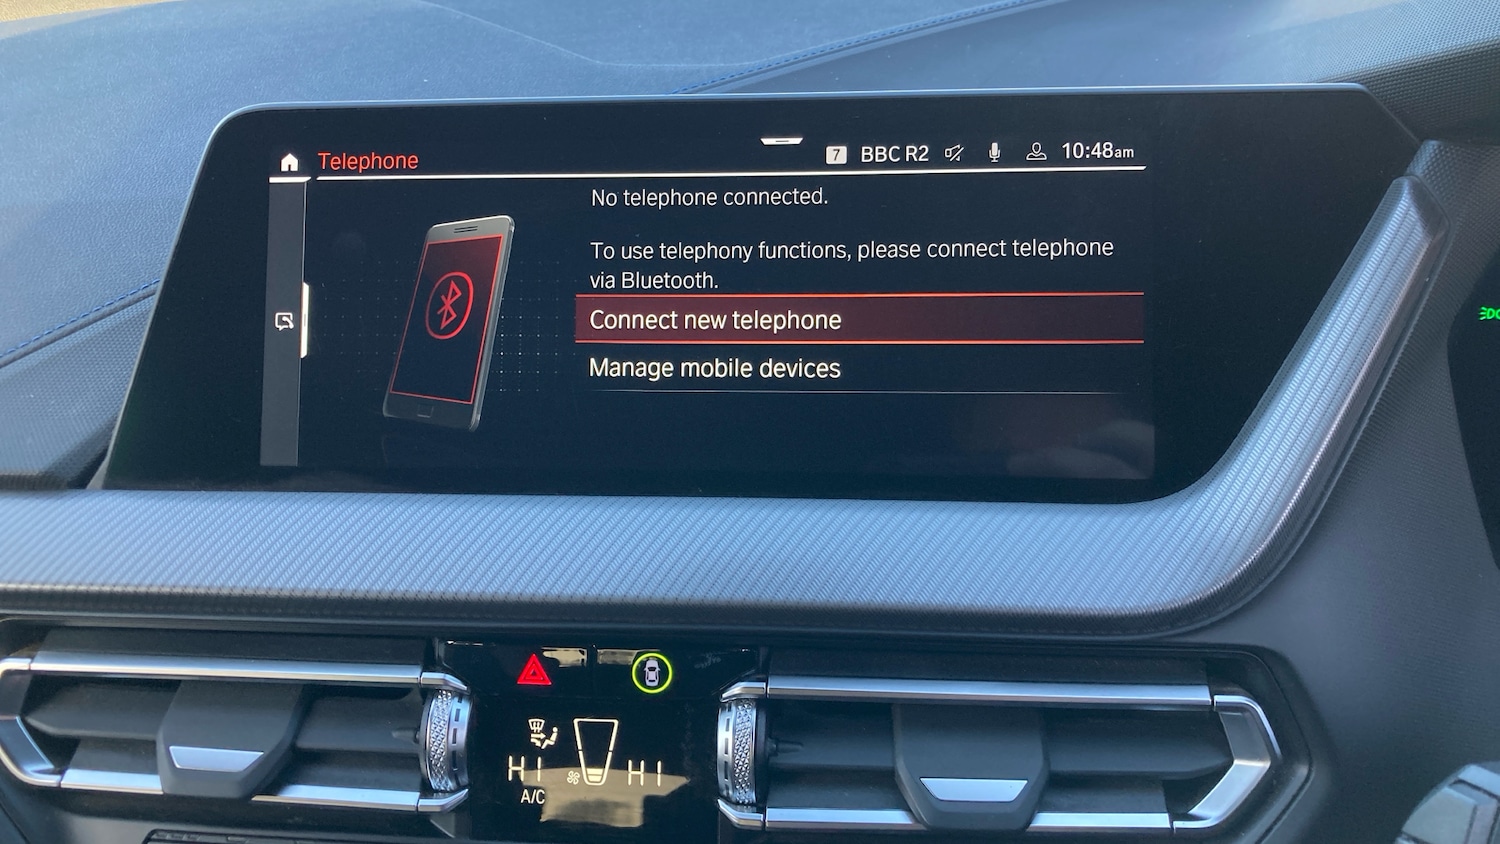 Telephone
7 BBC R2 10:48am
No telephone connected.
To use telephony functions, please connect telephone
via Bluetooth.
Connect new telephone
Manage mobile devices
HI HI
A/C